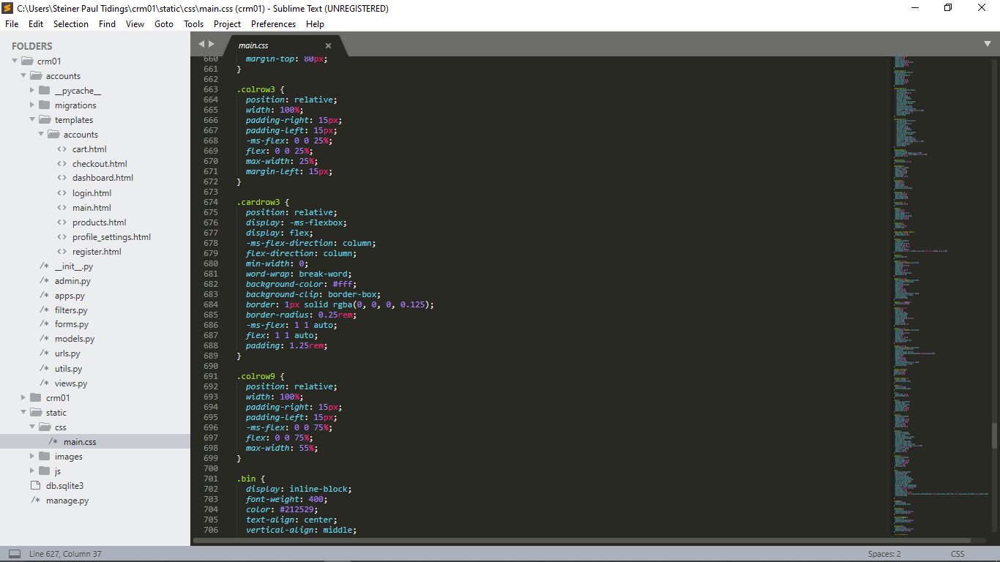 C:\Users\Steiner Paul Tidings\crm01\static\css\main.css (crm01) - Sublime Text (UNREGISTERED)
File Edit Selection Find View Goto Tools Project Preferences Help
FOLDERS
crm01
accounts
__pycache__
migrations
templates
accounts
cart.html
checkout.html
dashboard.html
login.html
main.html
products.html
profile_settings.html
register.html
/* __init__.py
/* admin.py
/* apps.py
/* filters.py
/* forms.py
/* models.py
/* urls.py
/* utils.py
/* views.py
crm01
static
css
/* main.css
images
js
db.sqlite3
/* manage.py
main.css
660 margin-top: 80px;
661 }
662
663 .colrow3 {
664 position: relative;
665 width: 100%;
666 padding-right: 15px;
667 padding-left: 15px;
668 -ms-flex: 0 0 25%;
669 flex: 0 0 25%;
670 max-width: 25%;
671 margin-left: 15px;
672 }
673
674 .cardrow3 {
675 position: relative;
676 display: -ms-flexbox;
677 display: flex;
678 -ms-flex-direction: column;
679 flex-direction: column;
680 min-width: 0;
681 word-wrap: break-word;
682 background-color: #fff;
683 background-clip: border-box;
684 border: 1px solid rgba(0, 0, 0, 0.125);
685 border-radius: 0.25rem;
686 -ms-flex: 1 1 auto;
687 flex: 1 1 auto;
688 padding: 1.25rem;
689 }
690
691 .colrow9 {
692 position: relative;
693 width: 100%;
694 padding-right: 15px;
695 padding-left: 15px;
696 -ms-flex: 0 0 75%;
697 flex: 0 0 75%;
698 max-width: 55%;
699 }
700
701 .bin {
702 display: inline-block;
703 font-weight: 400;
704 color: #212529;
705 text-align: center;
706 vertical-align: middle;
Line 627, Column 37
Spaces: 2
CSS